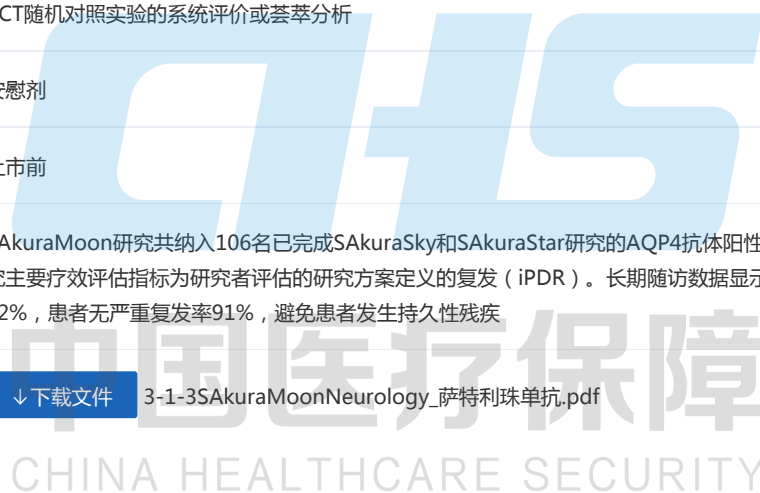 CT随机对照实验的系统评价或荟萃分析
安慰剂
上市前
AkuraMoon研究共纳入106名已完成SAkuraSky和SAkuraStar研究的AQP4抗体阳性
究主要疗效评估指标为研究者评估的研究方案定义的复发（iPDR）。长期随访数据显示
2%，患者无严重复发率91%，避免患者发生持久性残疾
↓下载文件 3-1-3SAkuraMoonNeurology_萨特利珠单抗.pdf
CHS
中国医疗保障
CHINA HEALTHCARE SECURITY